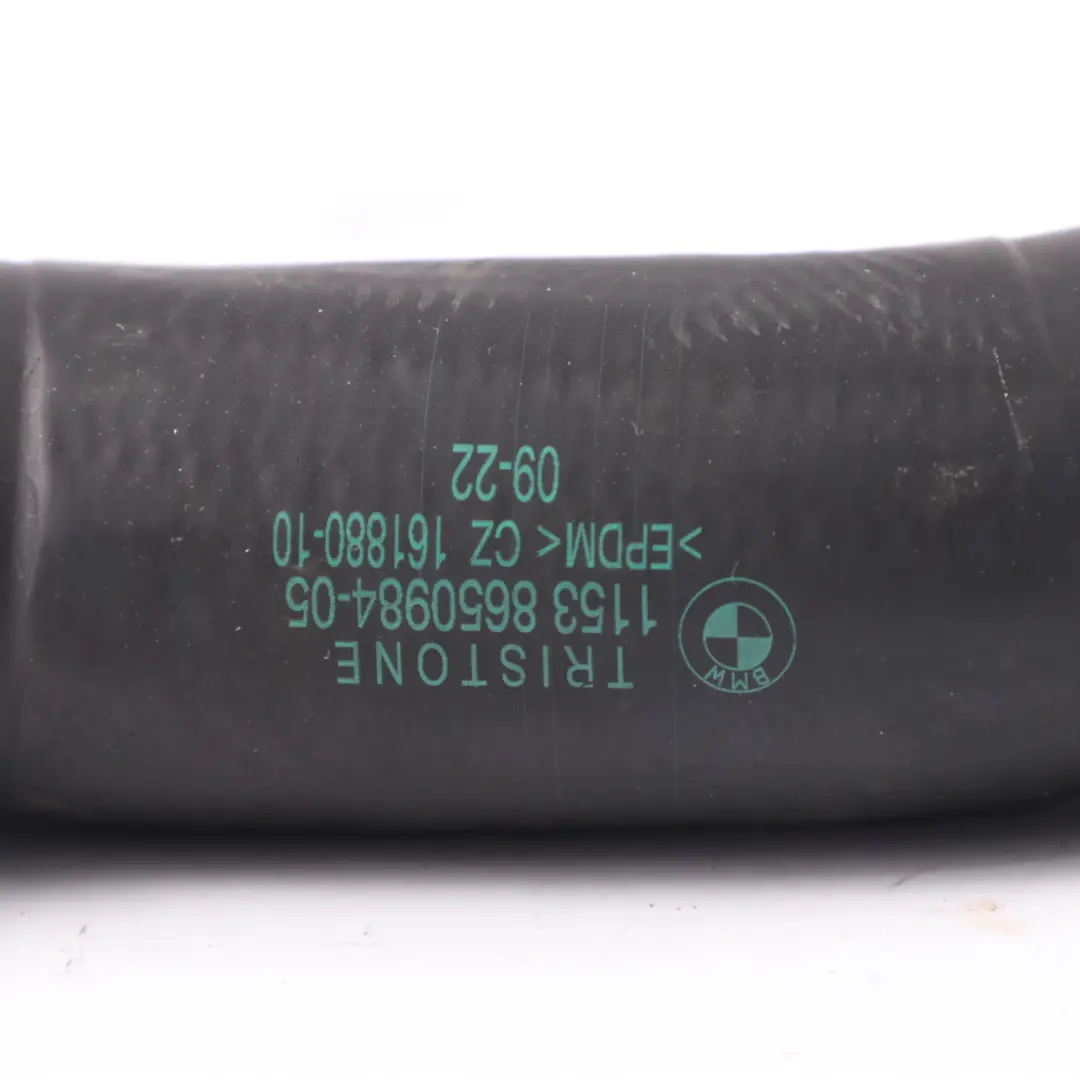 BMW
TRISTONE
1153 8650984-05
>EPDM< CZ 161880-10
09-22